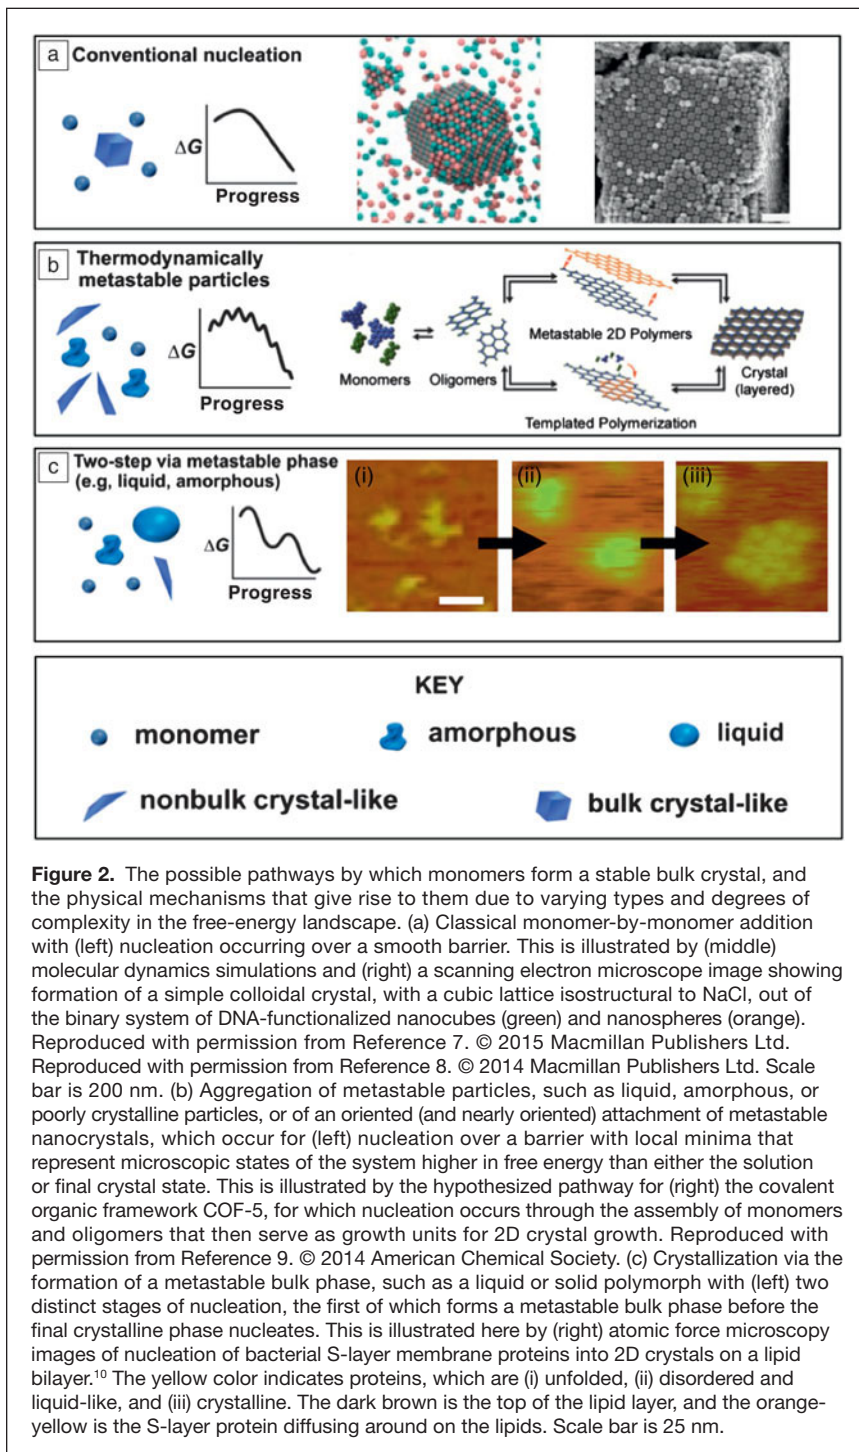 a Conventional nucleation
ΔG
Progress
b Thermodynamically
metastable particles
ΔG
Progress
Monomers
Oligomers
Metastable 2D Polymers
Templated Polymerization
Crystal
(layered)
c Two-step via metastable phase
(e.g, liquid, amorphous)
ΔG
Progress
(i)
(ii)
(iii)
KEY
monomer
amorphous
liquid
nonbulk crystal-like
bulk crystal-like
Figure 2. The possible pathways by which monomers form a stable bulk crystal, and
the physical mechanisms that give rise to them due to varying types and degrees of
complexity in the free-energy landscape. (a) Classical monomer-by-monomer addition
with (left) nucleation occurring over a smooth barrier. This is illustrated by (middle)
molecular dynamics simulations and (right) a scanning electron microscope image showing
formation of a simple colloidal crystal, with a cubic lattice isostructural to NaCl, out of
the binary system of DNA-functionalized nanocubes (green) and nanospheres (orange).
Reproduced with permission from Reference 7. © 2015 Macmillan Publishers Ltd.
Reproduced with permission from Reference 8. © 2014 Macmillan Publishers Ltd. Scale
bar is 200 nm. (b) Aggregation of metastable particles, such as liquid, amorphous, or
poorly crystalline particles, or of an oriented (and nearly oriented) attachment of metastable
nanocrystals, which occur for (left) nucleation over a barrier with local minima that
represent microscopic states of the system higher in free energy than either the solution
or final crystal state. This is illustrated by the hypothesized pathway for (right) the covalent
organic framework COF-5, for which nucleation occurs through the assembly of monomers
and oligomers that then serve as growth units for 2D crystal growth. Reproduced with
permission from Reference 9. © 2014 American Chemical Society. (c) Crystallization via the
formation of a metastable bulk phase, such as a liquid or solid polymorph with (left) two
distinct stages of nucleation, the first of which forms a metastable bulk phase before the
final crystalline phase nucleates. This is illustrated here by (right) atomic force microscopy
images of nucleation of bacterial S-layer membrane proteins into 2D crystals on a lipid
bilayer.¹⁰ The yellow color indicates proteins, which are (i) unfolded, (ii) disordered and
liquid-like, and (iii) crystalline. The dark brown is the top of the lipid layer, and the orange-
yellow is the S-layer protein diffusing around on the lipids. Scale bar is 25 nm.